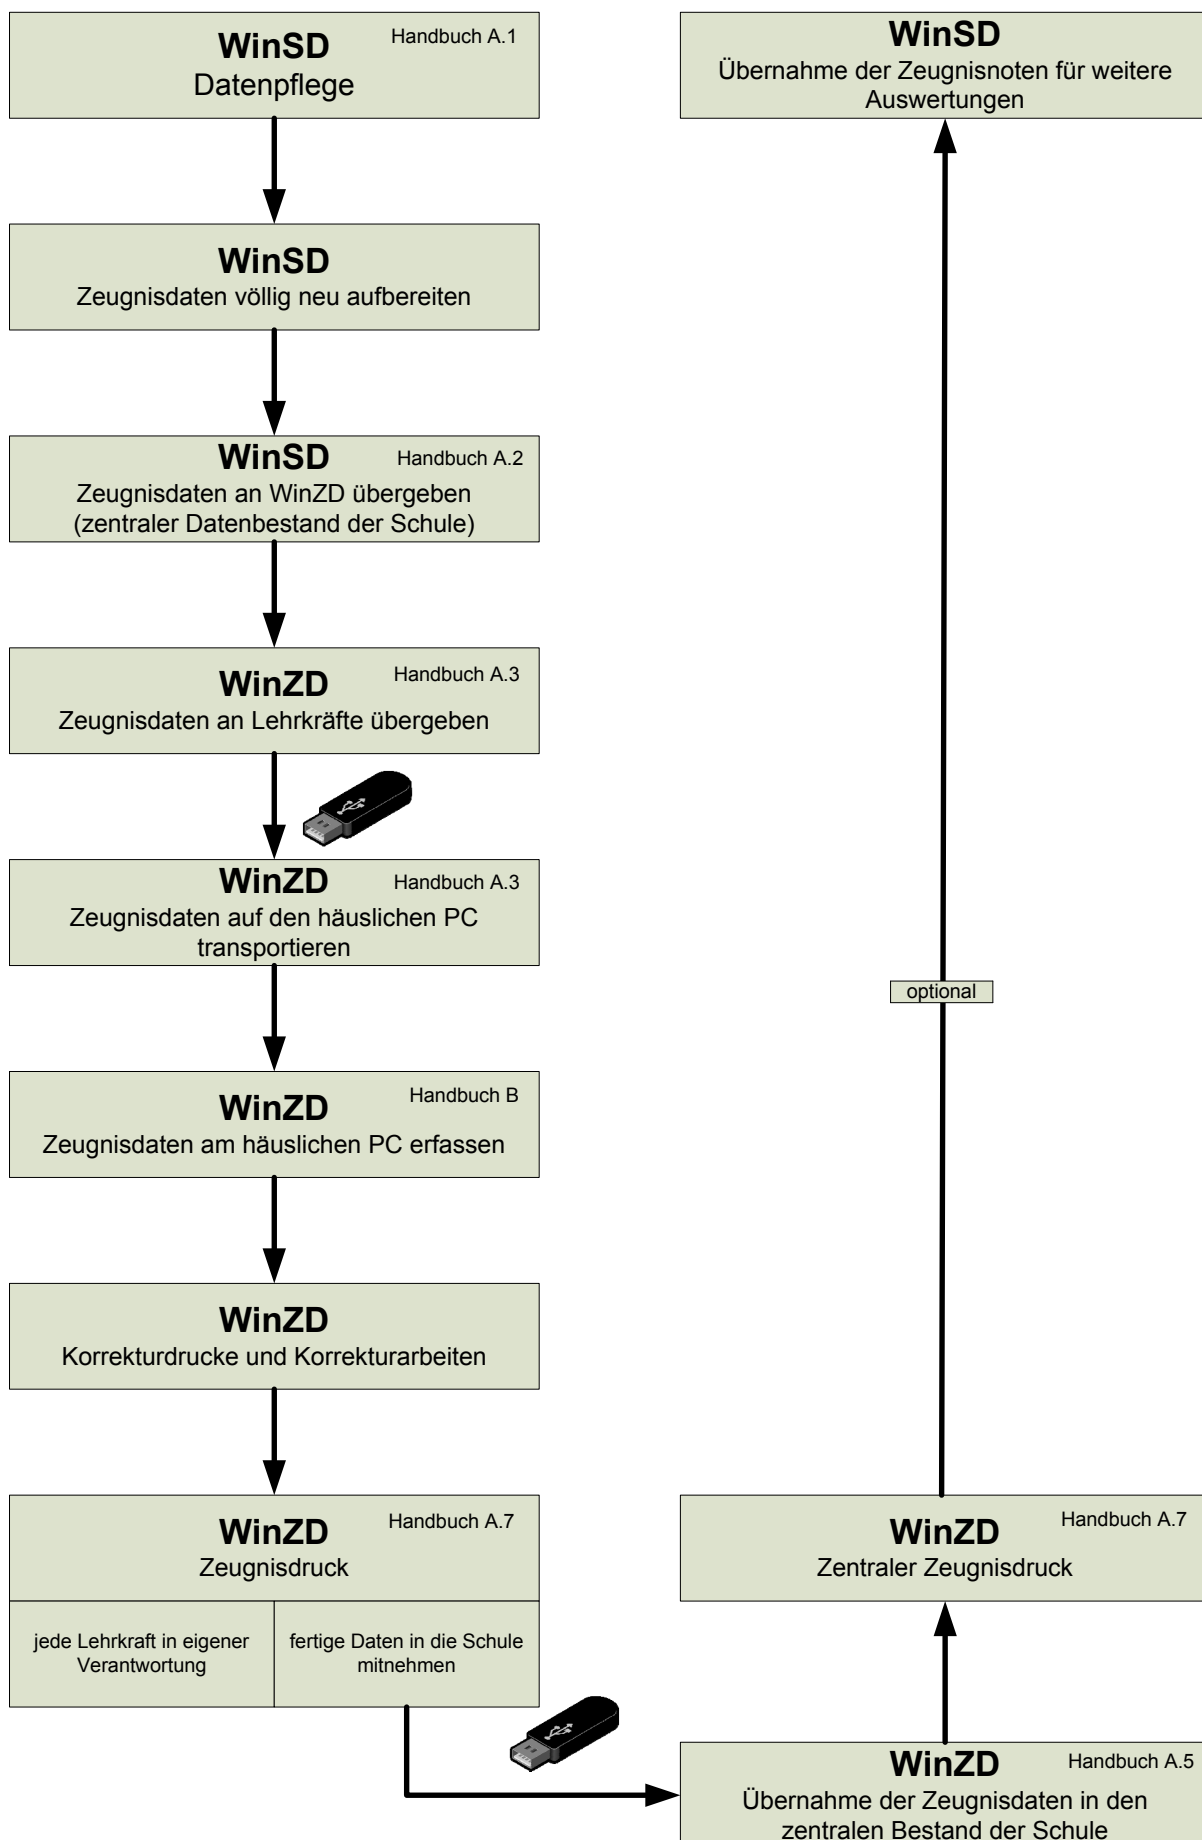 WinSD
Handbuch A.1
Datenpflege
WinSD
Zeugnisdaten völlig neu aufbereiten
WinSD
Handbuch A.2
Zeugnisdaten an WinZD übergeben
(zentraler Datenbestand der Schule)
WinZD
Handbuch A.3
Zeugnisdaten an Lehrkräfte übergeben
WinZD
Handbuch A.3
Zeugnisdaten auf den häuslichen PC
transportieren
WinZD
Handbuch B
Zeugnisdaten am häuslichen PC erfassen
WinZD
Korrekturdrucke und Korrekturarbeiten
WinZD
Handbuch A.7
Zeugnisdruck
jede Lehrkraft in eigener
Verantwortung
fertige Daten in die Schule
mitnehmen
WinZD
Handbuch A.5
Übernahme der Zeugnisdaten in den
zentralen Bestand der Schule
WinZD
Handbuch A.7
Zentraler Zeugnisdruck
optional
WinSD
Übernahme der Zeugnisnoten für weitere
Auswertungen